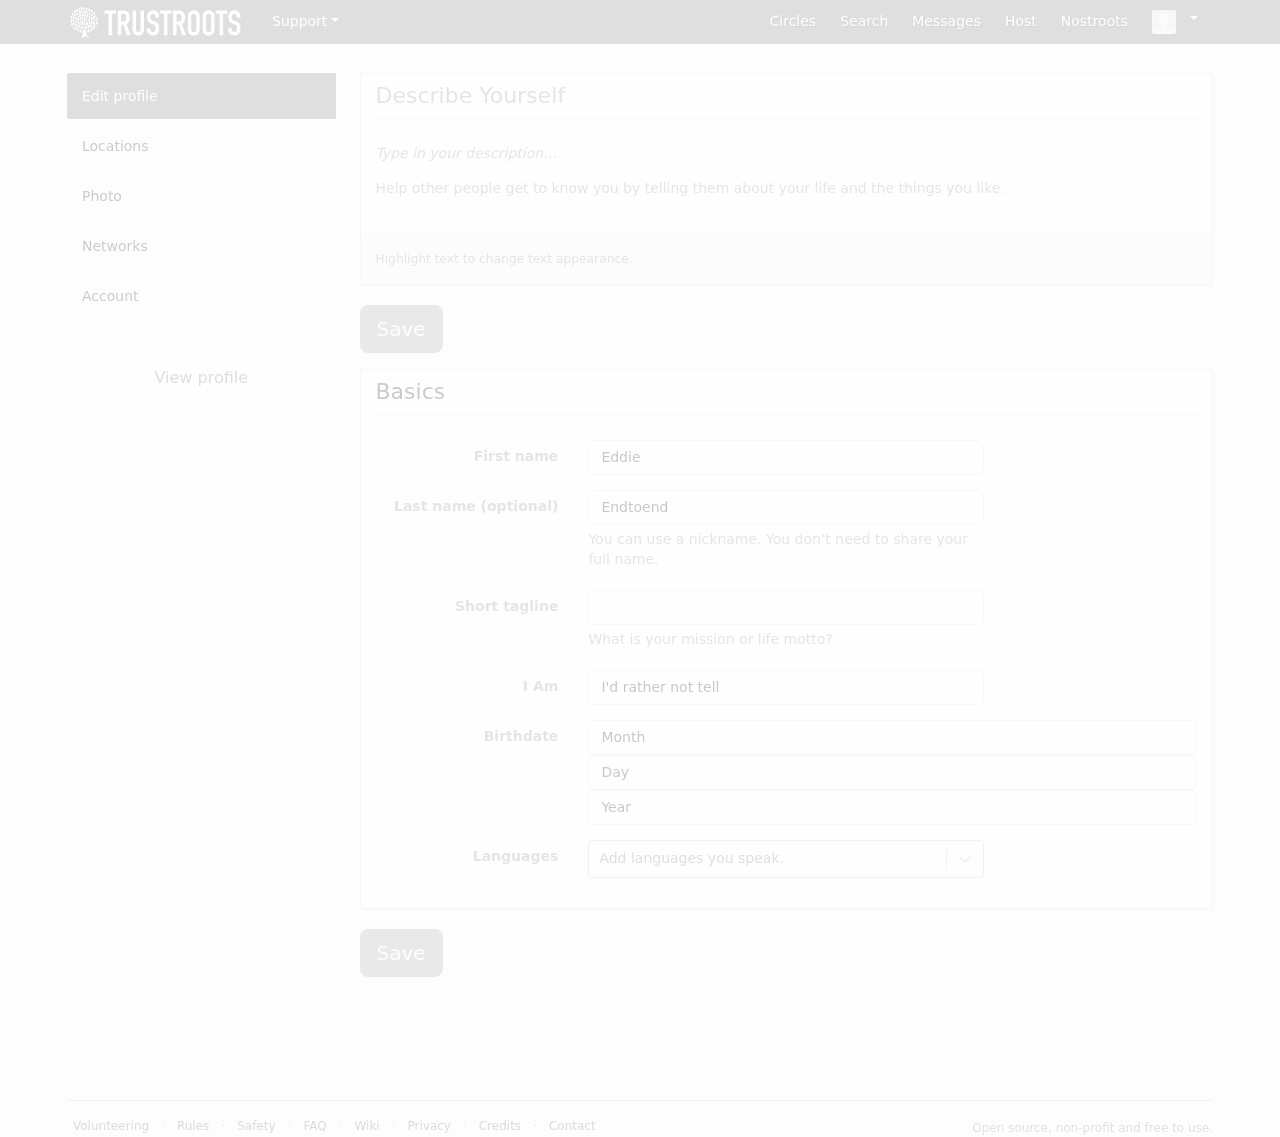 TRUSTROOTS
Support
Circles
Search
Messages
Host
Nostroots
Edit profile
Locations
Photo
Networks
Account
View profile
Describe Yourself
Type in your description...
Help other people get to know you by telling them about your life and the things you like.
Highlight text to change text appearance.
Save
Basics
First name
Eddie
Last name (optional)
Endtoend
You can use a nickname. You don't need to share your
full name.
Short tagline
What is your mission or life motto?
I Am
I'd rather not tell
Birthdate
Month
Day
Year
Languages
Add languages you speak.
Save
Volunteering · Rules · Safety · FAQ · Wiki · Privacy · Credits · Contact
Open source, non-profit and free to use.